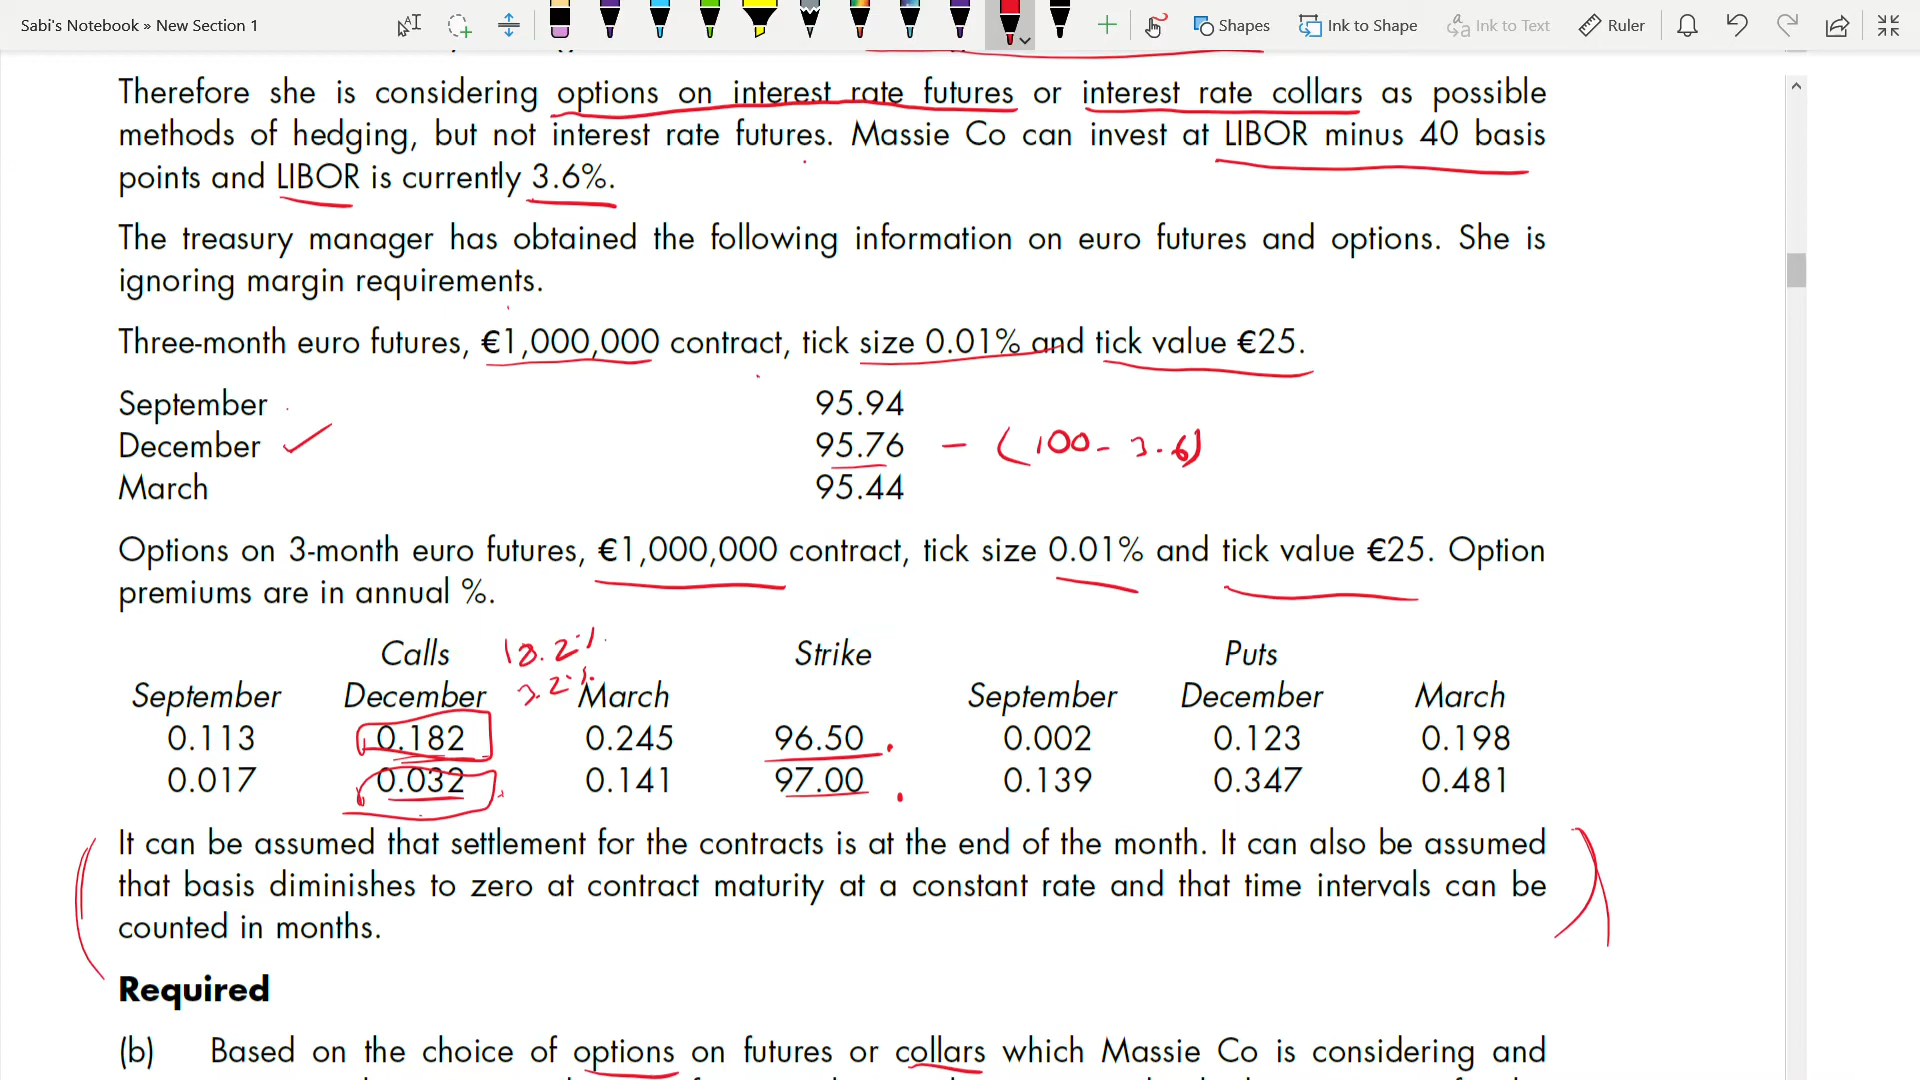 Sabi's Notebook » New Section 1
Shapes Ink to Shape Ink to Text Ruler
Therefore she is considering options on interest rate futures or interest rate collars as possible
methods of hedging, but not interest rate futures. Massie Co can invest at LIBOR minus 40 basis
points and LIBOR is currently 3.6%.
The treasury manager has obtained the following information on euro futures and options. She is
ignoring margin requirements.
Three-month euro futures, €1,000,000 contract, tick size 0.01% and tick value €25.
September 95.94
December 95.76 - (100 - 3.6)
March 95.44
Options on 3-month euro futures, €1,000,000 contract, tick size 0.01% and tick value €25. Option
premiums are in annual %.
Calls 18.2% Strike Puts
3.2%
September December March September December March
0.113 0.182 0.245 96.50 0.002 0.123 0.198
0.017 0.032 0.141 97.00 0.139 0.347 0.481
It can be assumed that settlement for the contracts is at the end of the month. It can also be assumed
that basis diminishes to zero at contract maturity at a constant rate and that time intervals can be
counted in months.
Required
(b) Based on the choice of options on futures or collars which Massie Co is considering and